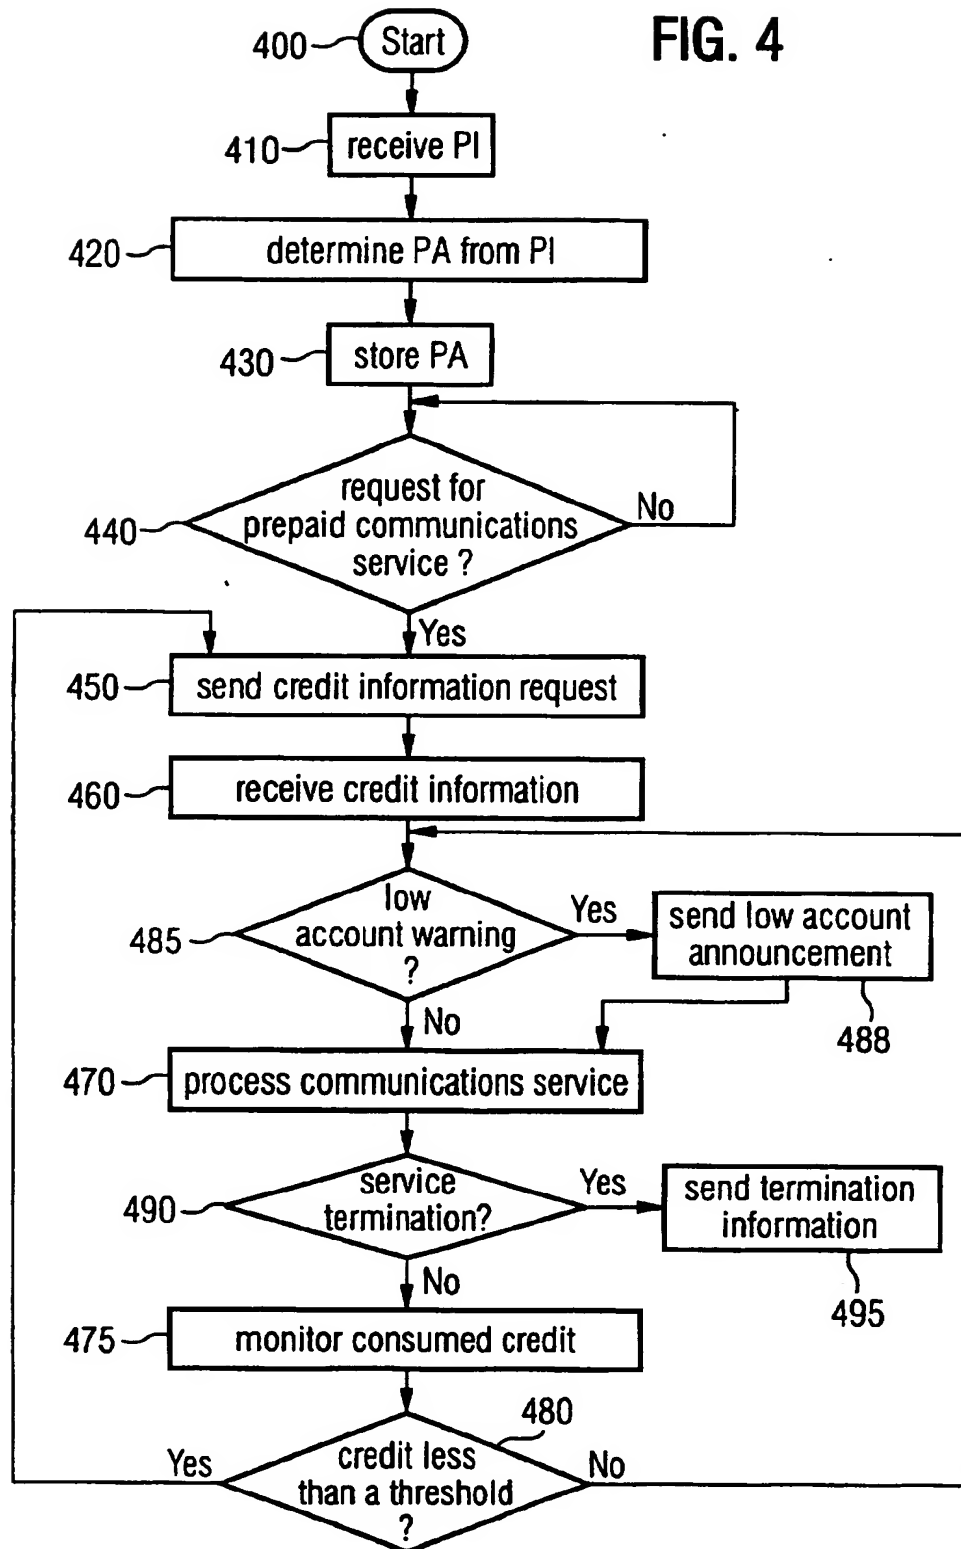 FIG. 4
400
Start
410
receive PI
420
determine PA from PI
430
store PA
440
request for
prepaid communications
service ?
No
Yes
450
send credit information request
460
receive credit information
485
low
account warning
?
Yes
send low account
announcement
488
No
470
process communications service
490
service
termination?
Yes
send termination
information
495
No
475
monitor consumed credit
480
Yes
credit less
than a threshold
?
No